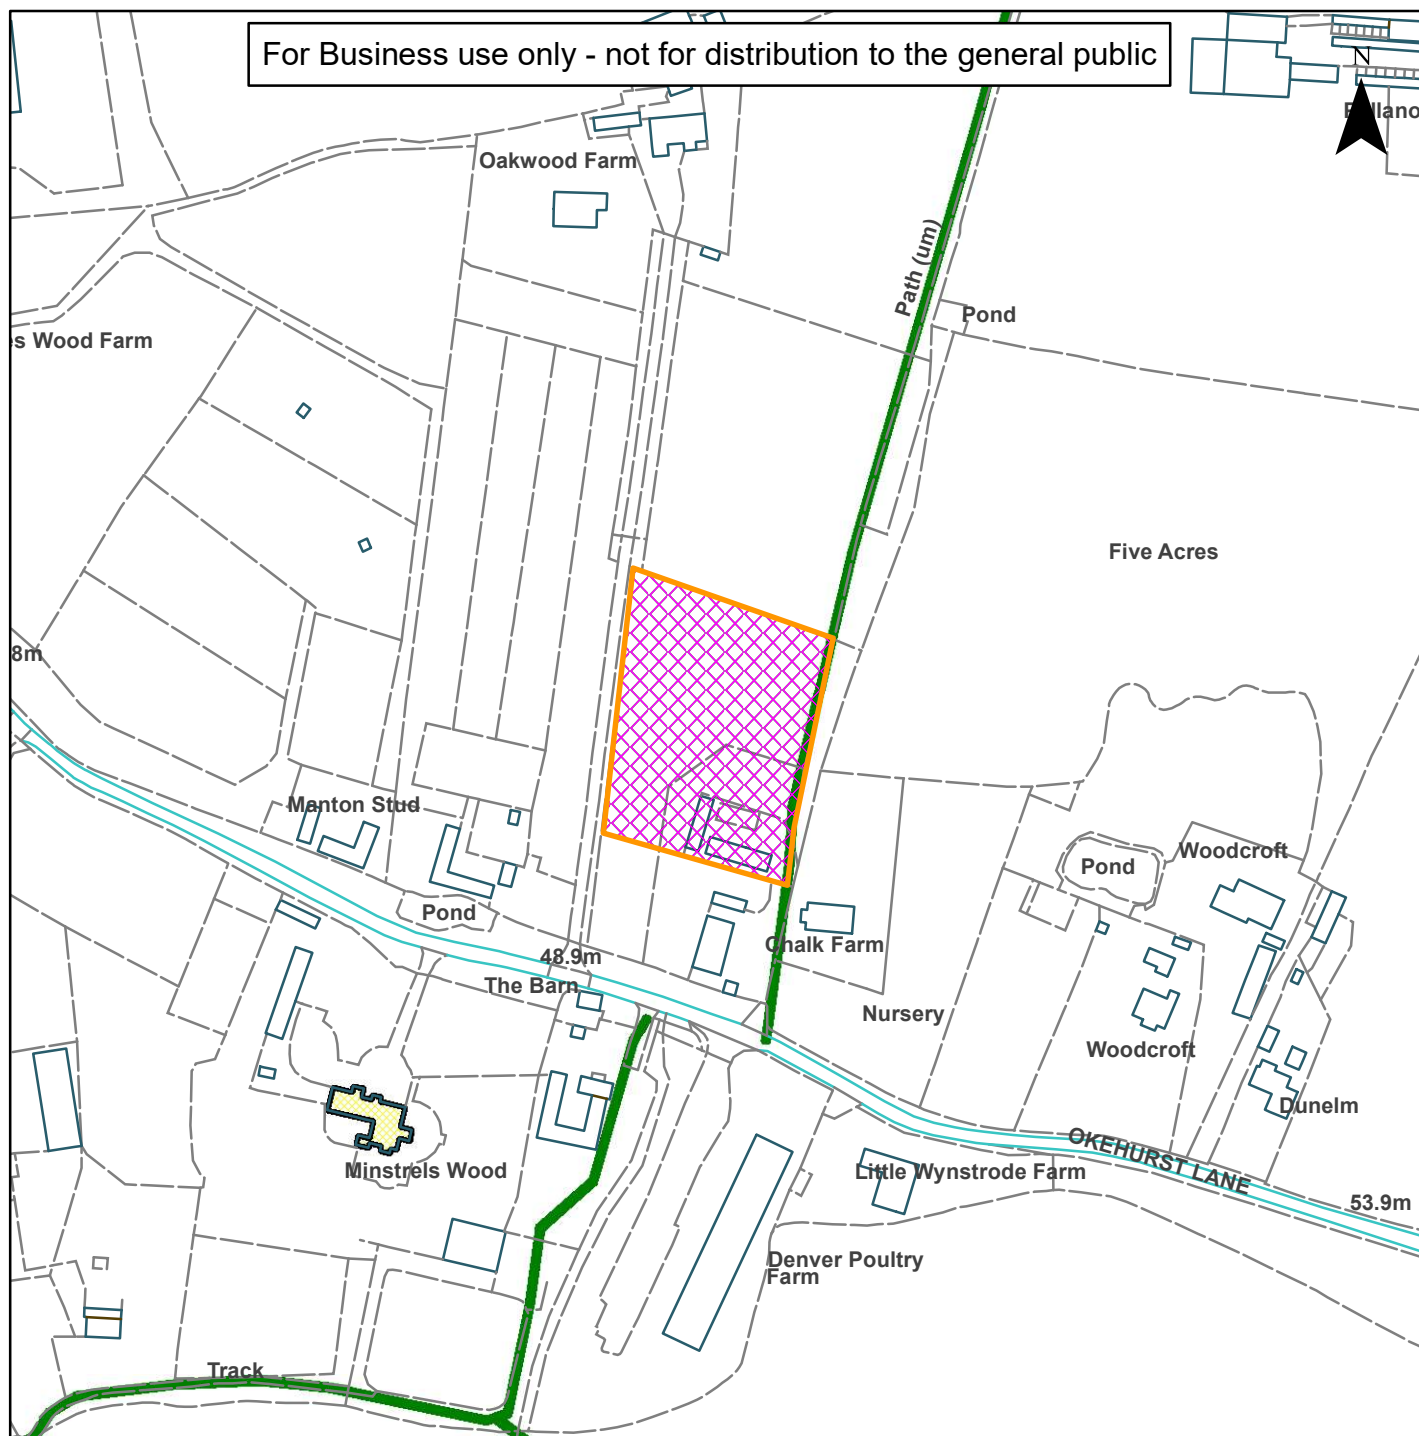 For Business use only - not for distribution to the general public
N
Oakwood Farm
Path (um)
Pond
s Wood Farm
Five Acres
8m
Manton Stud
Pond
Woodcroft
Pond
Chalk Farm
48.9m
The Barn
Nursery
Woodcroft
Dunelm
OKEHURST LANE
Minstrels Wood
Little Wynstrode Farm
53.9m
Denver Poultry
Farm
Track